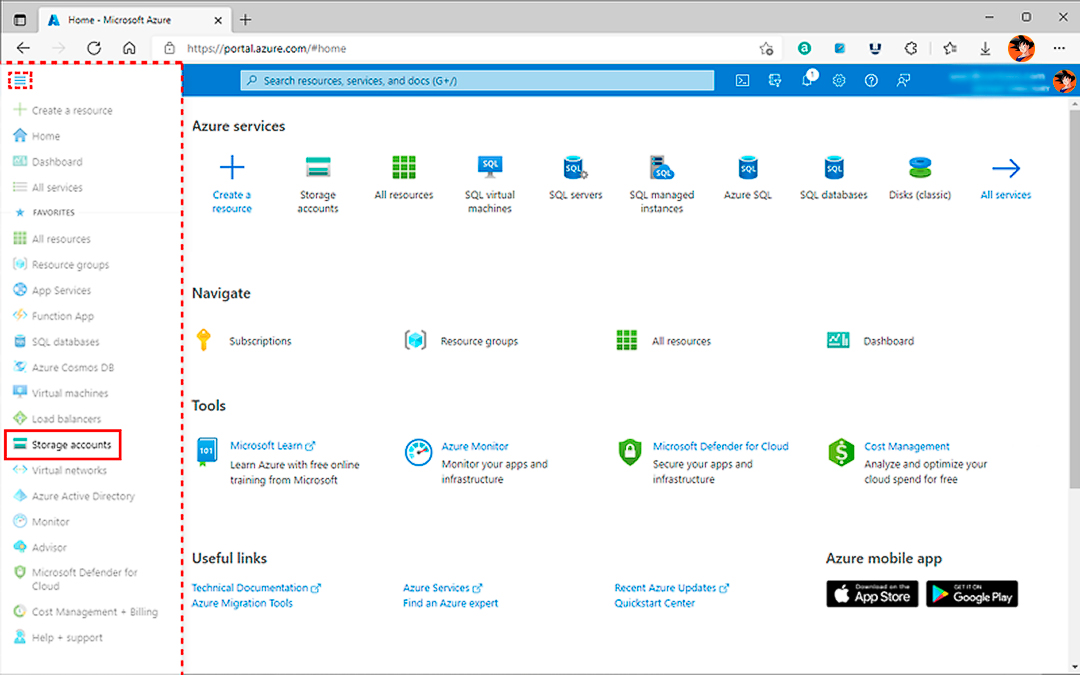 Home - Microsoft Azure
https://portal.azure.com/#home
Search resources, services, and docs (G+/)
1
Create a resource
Home
Dashboard
All services
FAVORITES
All resources
Resource groups
App Services
Function App
SQL databases
Azure Cosmos DB
Virtual machines
Load balancers
Storage accounts
Virtual networks
Azure Active Directory
Monitor
Advisor
Microsoft Defender for
Cloud
Cost Management + Billing
Help + support
Azure services
Create a
resource
Storage
accounts
All resources
SQL
SQL virtual
machines
SQL
SQL servers
SQL
SQL managed
instances
SQL
Azure SQL
SQL
SQL databases
Disks (classic)
All services
Navigate
Subscriptions
Resource groups
All resources
Dashboard
Tools
101
Microsoft Learn
Learn Azure with free online
training from Microsoft
Azure Monitor
Monitor your apps and
infrastructure
Microsoft Defender for Cloud
Secure your apps and
infrastructure
Cost Management
Analyze and optimize your
cloud spend for free
Useful links
Technical Documentation
Azure Migration Tools
Azure Services
Find an Azure expert
Recent Azure Updates
Quickstart Center
Azure mobile app
Download on the
App Store
GET IT ON
Google Play